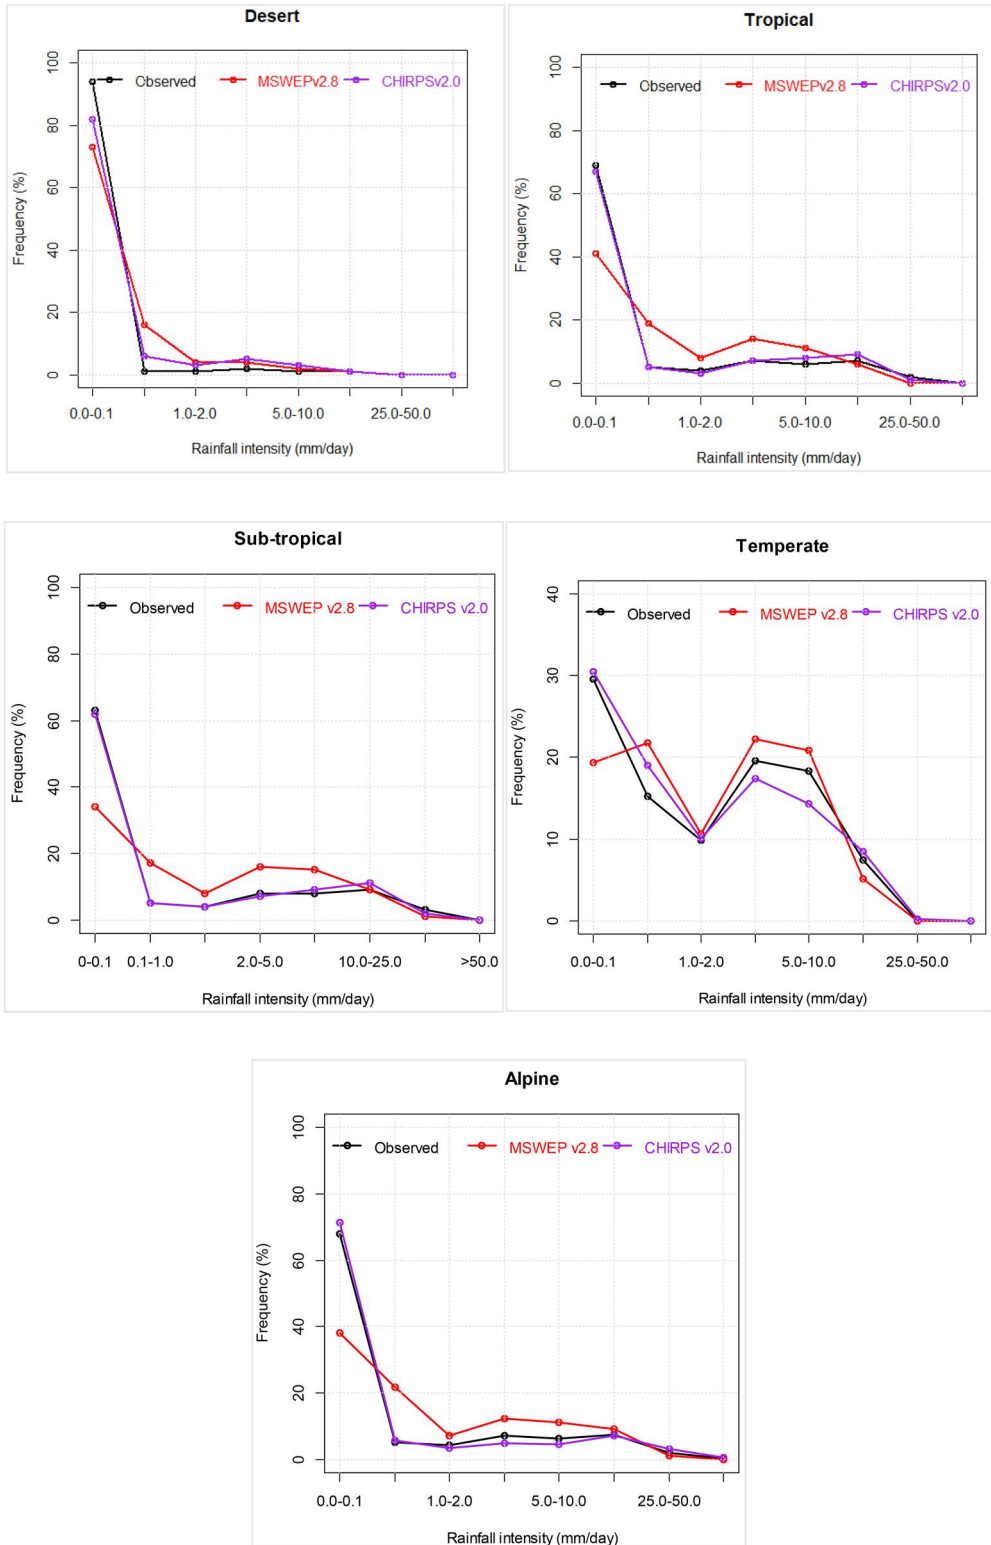 Desert
Observed MSWEPv2.8 CHIRPSv2.0
Frequency (%)
100
80
60
40
20
0
0.0-0.1 1.0-2.0 5.0-10.0 25.0-50.0
Rainfall intensity (mm/day)
Tropical
Observed MSWEPv2.8 CHIRPSv2.0
Frequency (%)
100
80
60
40
20
0
0.0-0.1 1.0-2.0 5.0-10.0 25.0-50.0
Rainfall intensity (mm/day)
Sub-tropical
Observed MSWEP v2.8 CHIRPS v2.0
Frequency (%)
100
80
60
40
20
0
0-0.1 0.1-1.0 2.0-5.0 10.0-25.0 >50.0
Rainfall intensity (mm/day)
Temperate
Observed MSWEP v2.8 CHIRPS v2.0
Frequency (%)
40
30
20
10
0
0.0-0.1 1.0-2.0 5.0-10.0 25.0-50.0
Rainfall intensity (mm/day)
Alpine
Observed MSWEP v2.8 CHIRPS v2.0
Frequency (%)
100
80
60
40
20
0
0.0-0.1 1.0-2.0 5.0-10.0 25.0-50.0
Rainfall intensity (mm/day)